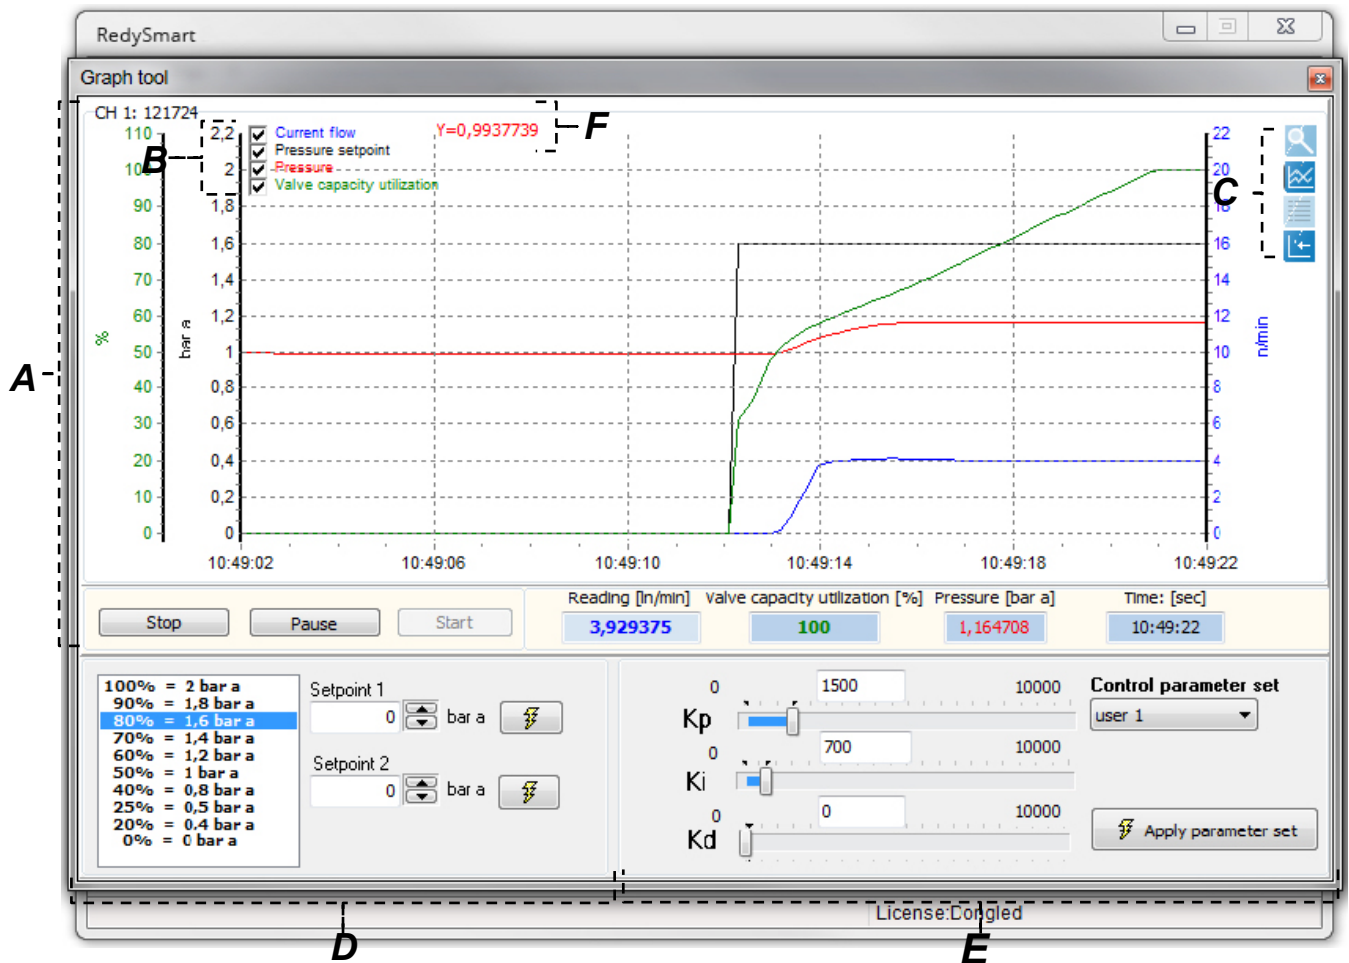 RedySmart
Graph tool
CH 1: 121724
110
2,2
Current flow
Y=0,9937739
F
22
Pressure setpoint
B
10
2
Pressure
20
Valve capacity utilization
C
90
1,8
18
80
1,6
16
70
1,4
14
60
1,2
12
%
bar a
50
1
10
n/min
A
40
0,8
8
30
0,6
6
20
0,4
4
10
0,2
2
0
0
0
10:49:02
10:49:06
10:49:10
10:49:14
10:49:18
10:49:22
Reading [ln/min]
Valve capacity utilization [%]
Pressure [bar a]
Time: [sec]
Stop
Pause
Start
3,929375
100
1,164708
10:49:22
100% = 2 bar a
90% = 1,8 bar a
80% = 1,6 bar a
70% = 1,4 bar a
60% = 1,2 bar a
50% = 1 bar a
40% = 0,8 bar a
25% = 0,5 bar a
20% = 0,4 bar a
0% = 0 bar a
Setpoint 1
0 bar a
Setpoint 2
0 bar a
0 1500 10000
Kp
0 700 10000
Ki
0 0 10000
Kd
Control parameter set
user 1
Apply parameter set
License:Dongled
D
E